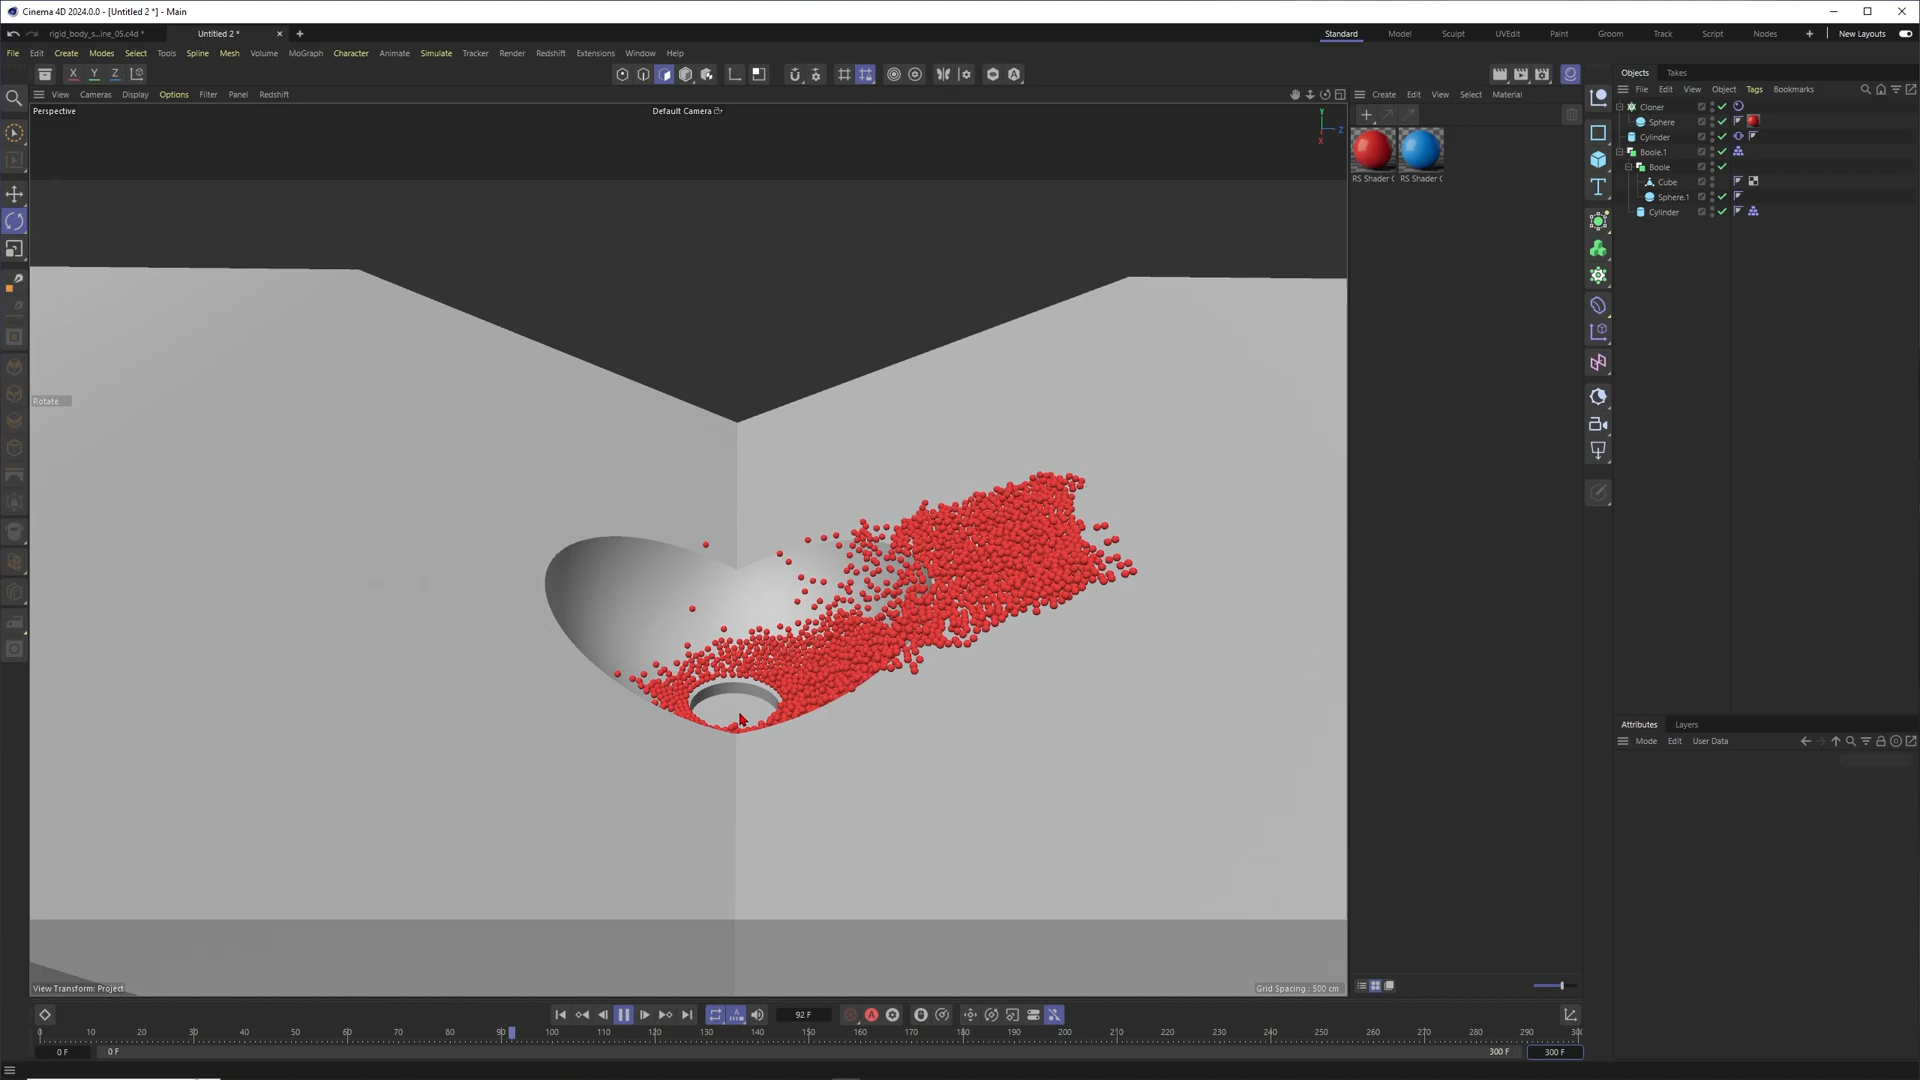 Cinema 4D 2024.0.0 - [Untitled 2 *] - Main
rigid_body_s...ine_05.c4d *
Untitled 2 *
Standard Model Sculpt UVEdit Paint Groom Track Script Nodes New Layouts
File Edit Create Modes Select Tools Spline Mesh Volume MoGraph Character Animate Simulate Tracker Render Redshift Extensions Window Help
Objects Takes
X Y Z
File Edit View Object Tags Bookmarks
View Cameras Display Options Filter Panel Redshift
Create Edit View Select Material
Perspective
Default Camera
Y
Z
X
Cloner
Sphere
Cylinder
Boole.1
Boole
Cube
Sphere.1
Cylinder
RS Shader RS Shader
Rotate
Attributes Layers
Mode Edit User Data
View Transform: Project
Grid Spacing : 500 cm
92 F
0 10 20 30 40 50 60 70 80 90 100 110 120 130 140 150 160 170 180 190 200 210 220 230 240 250 260 270 280 290 30
0 F 0 F 300 F 300 F